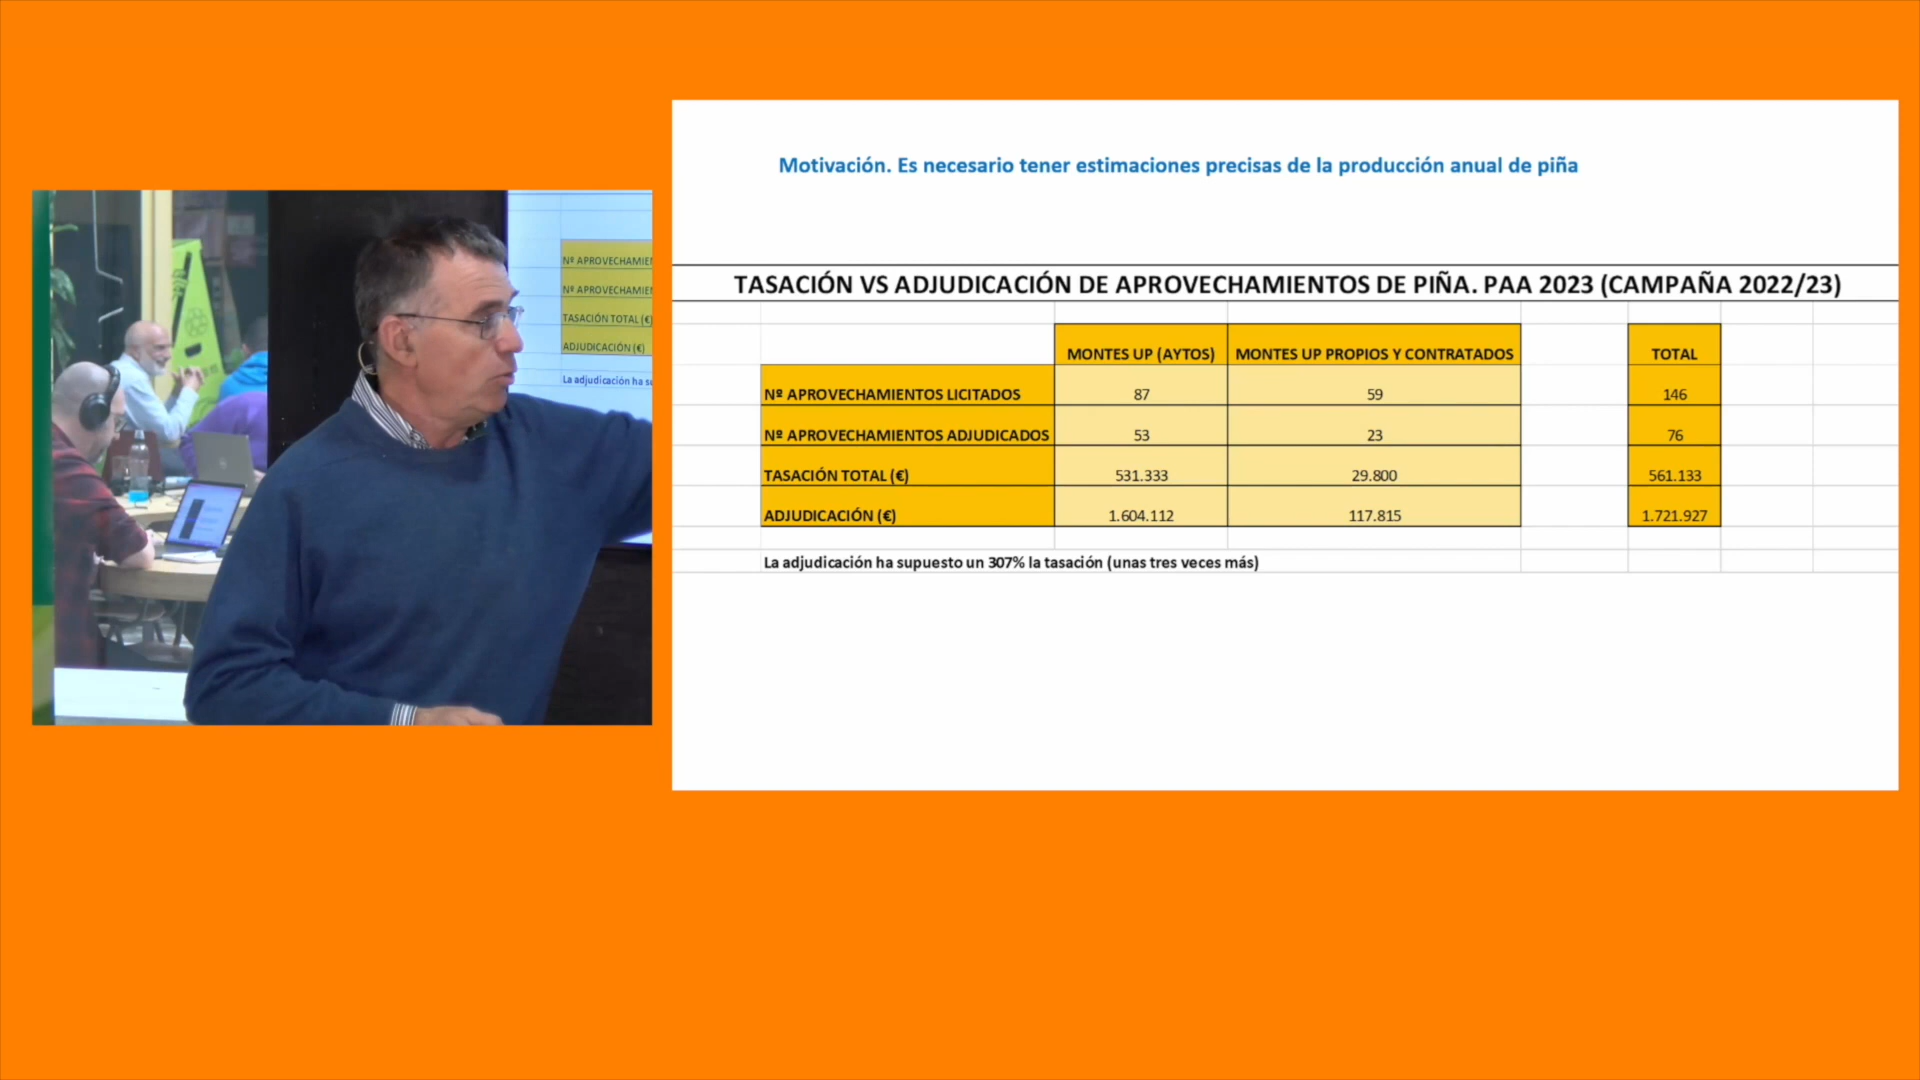 Motivación. Es necesario tener estimaciones precisas de la producción anual de piña
TASACIÓN VS ADJUDICACIÓN DE APROVECHAMIENTOS DE PIÑA. PAA 2023 (CAMPAÑA 2022/23)
MONTES UP (AYTOS) MONTES UP PROPIOS Y CONTRATADOS TOTAL
Nº APROVECHAMIENTOS LICITADOS 87 59 146
Nº APROVECHAMIENTOS ADJUDICADOS 53 23 76
TASACIÓN TOTAL (€) 531.333 29.800 561.133
ADJUDICACIÓN (€) 1.604.112 117.815 1.721.927
La adjudicación ha supuesto un 307% la tasación (unas tres veces más)
Nº APROVECHAMIEN
Nº APROVECHAMIEN
TASACIÓN TOTAL (€)
ADJUDICACIÓN (€)
La adjudicación ha su